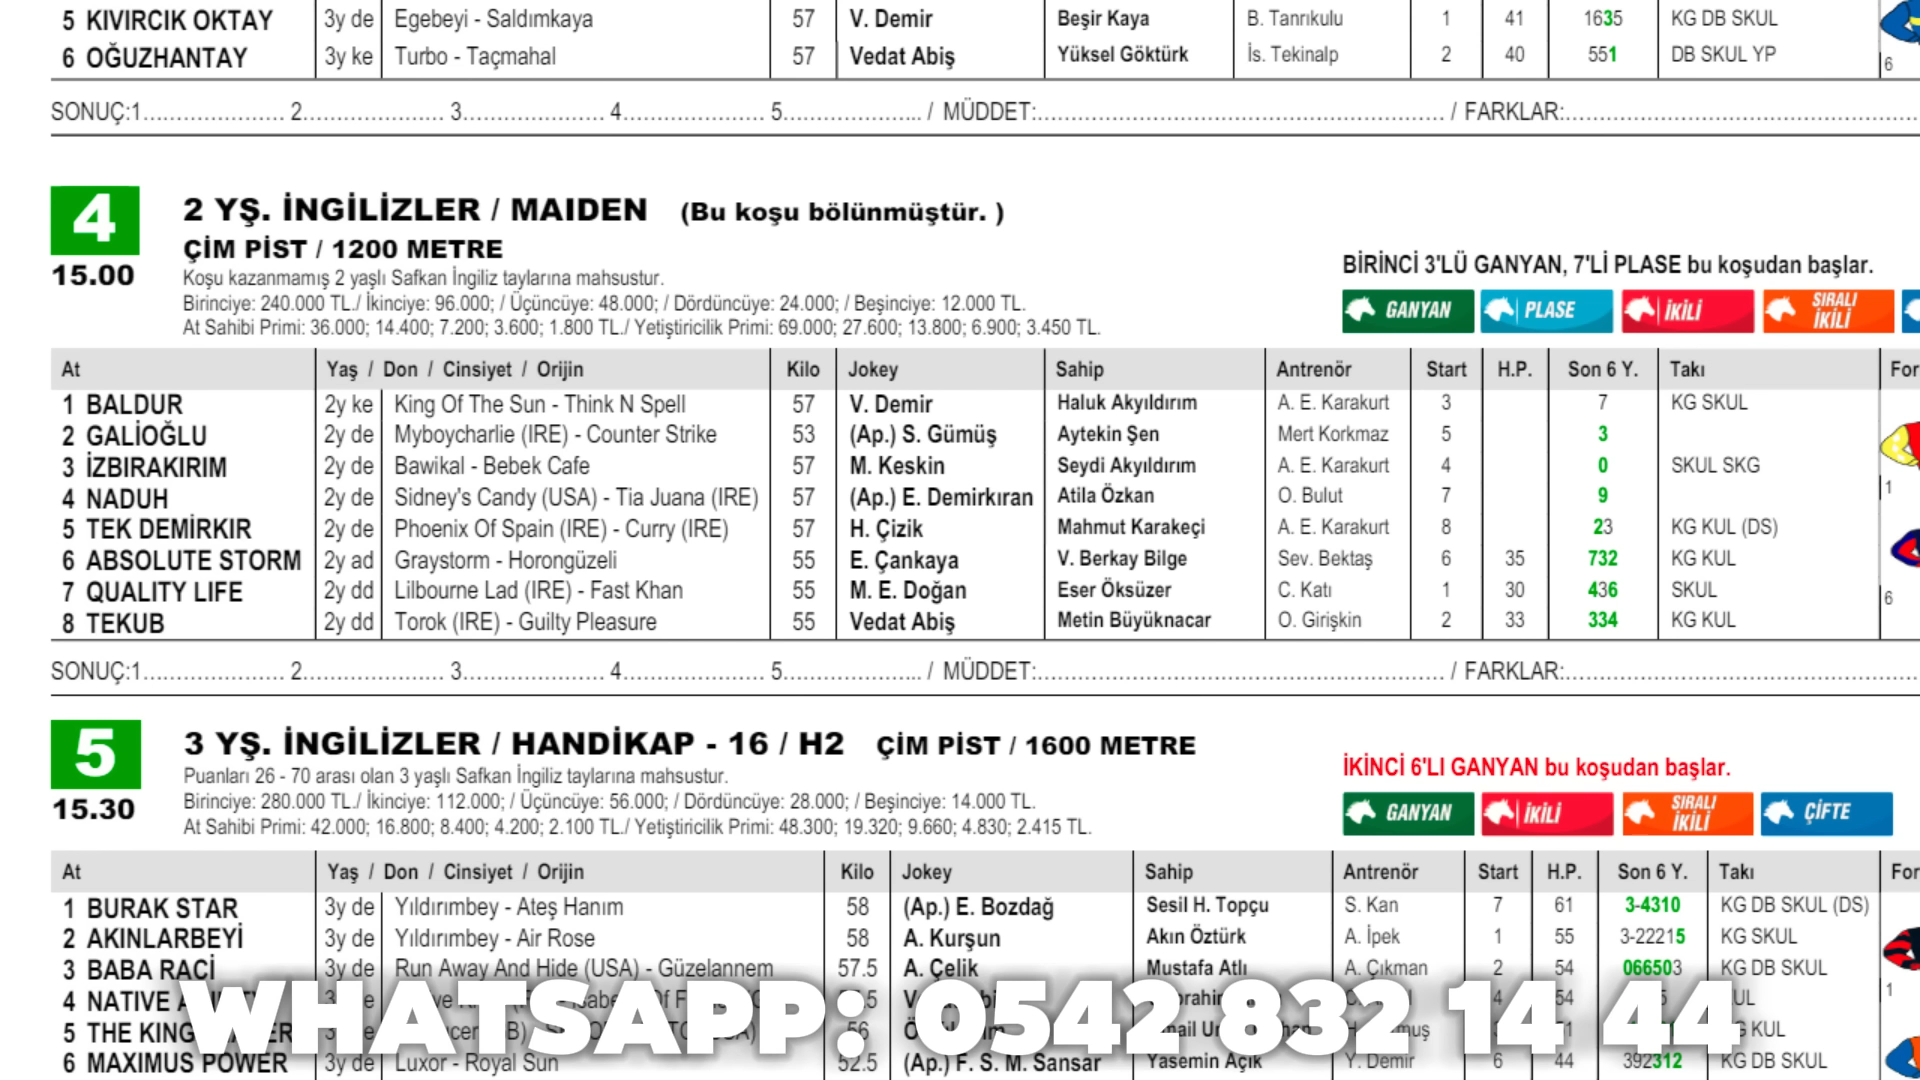 5 KIVIRCIK OKTAY 3y de Egebeyi - Saldımkaya 57 V. Demir Beşir Kaya B. Tanrıkulu 1 41 1635 KG DB SKUL
6 OĞUZHANTAY 3y ke Turbo - Taçmahal 57 Vedat Abiş Yüksel Göktürk İs. Tekinalp 2 40 551 DB SKUL YP
6
SONUÇ:1..................... 2..................... 3...................... 4..................... 5..................... / MÜDDET:.............................................................. / FARKLAR:......................................................
4 2 YŞ. İNGİLİZLER / MAIDEN (Bu koşu bölünmüştür. )
ÇİM PİST / 1200 METRE
15.00 Koşu kazanmamış 2 yaşlı Safkan İngiliz taylarına mahsustur.
BİRİNCİ 3'LÜ GANYAN, 7'Lİ PLASE bu koşudan başlar.
Birinciye: 240.000 TL./ İkinciye: 96.000; / Üçüncüye: 48.000; / Dördüncüye: 24.000; / Beşinciye: 12.000 TL.
At Sahibi Primi: 36.000; 14.400; 7.200; 3.600; 1.800 TL./ Yetiştiricilik Primi: 69.000; 27.600; 13.800; 6.900; 3.450 TL.
GANYAN PLASE İKİLİ SIRALI İKİLİ
At Yaş / Don / Cinsiyet / Orijin Kilo Jokey Sahip Antrenör Start H.P. Son 6 Y. Takı For
1 BALDUR 2y ke King Of The Sun - Think N Spell 57 V. Demir Haluk Akyıldırım A. E. Karakurt 3 7 KG SKUL
2 GALİOĞLU 2y de Myboycharlie (IRE) - Counter Strike 53 (Ap.) S. Gümüş Aytekin Şen Mert Korkmaz 5 3
3 İZBIRAKIRIM 2y de Bawikal - Bebek Cafe 57 M. Keskin Seydi Akyıldırım A. E. Karakurt 4 0 SKUL SKG
4 NADUH 2y de Sidney's Candy (USA) - Tia Juana (IRE) 57 (Ap.) E. Demirkıran Atila Özkan O. Bulut 7 9 1
5 TEK DEMİRKIR 2y de Phoenix Of Spain (IRE) - Curry (IRE) 57 H. Çizik Mahmut Karakeçi A. E. Karakurt 8 23 KG KUL (DS)
6 ABSOLUTE STORM 2y ad Graystorm - Horongüzeli 55 E. Çankaya V. Berkay Bilge Sev. Bektaş 6 35 732 KG KUL
7 QUALITY LIFE 2y dd Lilbourne Lad (IRE) - Fast Khan 55 M. E. Doğan Eser Öksüzer C. Katı 1 30 436 SKUL 6
8 TEKUB 2y dd Torok (IRE) - Guilty Pleasure 55 Vedat Abiş Metin Büyüknacar O. Girişkin 2 33 334 KG KUL
SONUÇ:1..................... 2..................... 3...................... 4..................... 5..................... / MÜDDET:.............................................................. / FARKLAR:......................................................
5 3 YŞ. İNGİLİZLER / HANDİKAP - 16 / H2 ÇİM PİST / 1600 METRE
15.30 Puanları 26 - 70 arası olan 3 yaşlı Safkan İngiliz taylarına mahsustur.
İKİNCİ 6'LI GANYAN bu koşudan başlar.
Birinciye: 280.000 TL./ İkinciye: 112.000; / Üçüncüye: 56.000; / Dördüncüye: 28.000; / Beşinciye: 14.000 TL.
At Sahibi Primi: 42.000; 16.800; 8.400; 4.200; 2.100 TL./ Yetiştiricilik Primi: 48.300; 19.320; 9.660; 4.830; 2.415 TL.
GANYAN İKİLİ SIRALI İKİLİ ÇİFTE
At Yaş / Don / Cinsiyet / Orijin Kilo Jokey Sahip Antrenör Start H.P. Son 6 Y. Takı For
1 BURAK STAR 3y de Yıldırımbey - Ateş Hanım 58 (Ap.) E. Bozdağ Sesil H. Topçu S. Kan 7 61 3-4310 KG DB SKUL (DS)
2 AKINLARBEYİ 3y de Yıldırımbey - Air Rose 58 A. Kurşun Akın Öztürk A. İpek 1 55 3-22215 KG SKUL
3 BABA RACİ 3y de Run Away And Hide (USA) - Güzelannem 57.5 A. Çelik Mustafa Atlı A. Çıkman 2 54 066503 KG DB SKUL
4 NATIVE 4 54 1
5 THE KING 56 KUL
6 MAXIMUS POWER 3y de Luxor - Royal Sun 52.5 (Ap.) F. S. M. Sansar Yasemin Açık Y. Demir 6 44 392312 KG DB SKUL
WHATSAPP: 0542 832 14 44